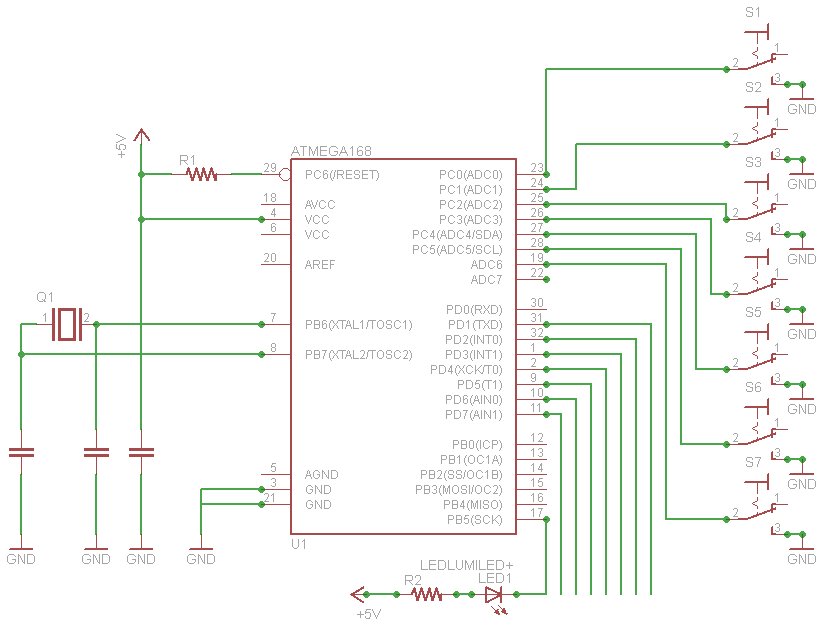 S1
1
2
3
GND
S2
1
2
3
GND
S3
1
2
3
GND
S4
1
2
3
GND
S5
1
2
3
GND
S6
1
2
3
GND
S7
1
2
3
GND
+5V
R1
ATMEGA168
29 PC6(/RESET) PC0(ADC0) 23
PC1(ADC1) 24
18 AVCC PC2(ADC2) 25
4 VCC PC3(ADC3) 26
6 VCC PC4(ADC4/SDA) 27
PC5(ADC5/SCL) 28
20 AREF ADC6 19
ADC7 22
Q1
1 2
PD0(RXD) 30
7 PB6(XTAL1/TOSC1) PD1(TXD) 31
PD2(INT0) 32
8 PB7(XTAL2/TOSC2) PD3(INT1) 1
PD4(XCK/T0) 2
PD5(T1) 9
PD6(AIN0) 10
PD7(AIN1) 11
PB0(ICP) 12
PB1(OC1A) 13
5 AGND PB2(SS/OC1B) 14
3 GND PB3(MOSI/OC2) 15
21 GND PB4(MISO) 16
PB5(SCK) 17
U1
GND GND GND GND
LEDLUMILED+
R2 LED1
+5V